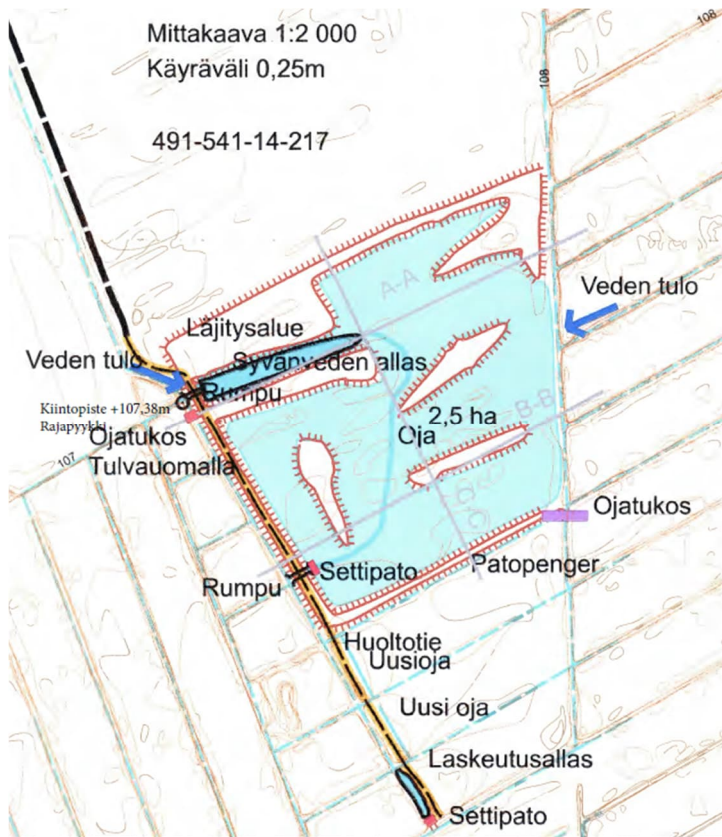 Mittakaava 1:2 000
Käyräväli 0,25m
491-541-14-217
108
108
A-A
Veden tulo
Läjitysalue
Veden tulo
Syvänveden allas
Rumpu
Kiintopiste +107,38m
Rajapyykki
2,5 ha
B-B
Ojatukos
Oja
Tulvauomalla
107
C-C
Ojatukos
Settipato
Patopenger
Rumpu
Huoltotie
Uusioja
Uusi oja
Laskeutusallas
Settipato